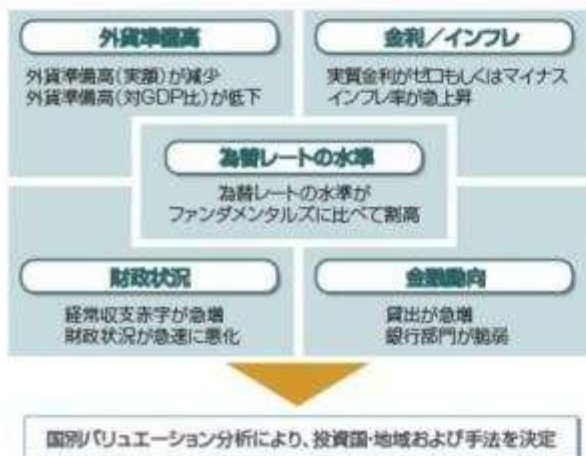 外貨準備高
外貨準備高(実額)が減少
外貨準備高(対GDP比)が低下
金利／インフレ
実質金利がゼロもしくはマイナス
インフレ率が急上昇
為替レートの水準
為替レートの水準が
ファンダメンタルズに比べて割高
財政状況
経常収支赤字が急増
財政状況が急速に悪化
金融動向
貸出が急増
銀行部門が脆弱
国別バリュエーション分析により、投資国・地域および手法を決定